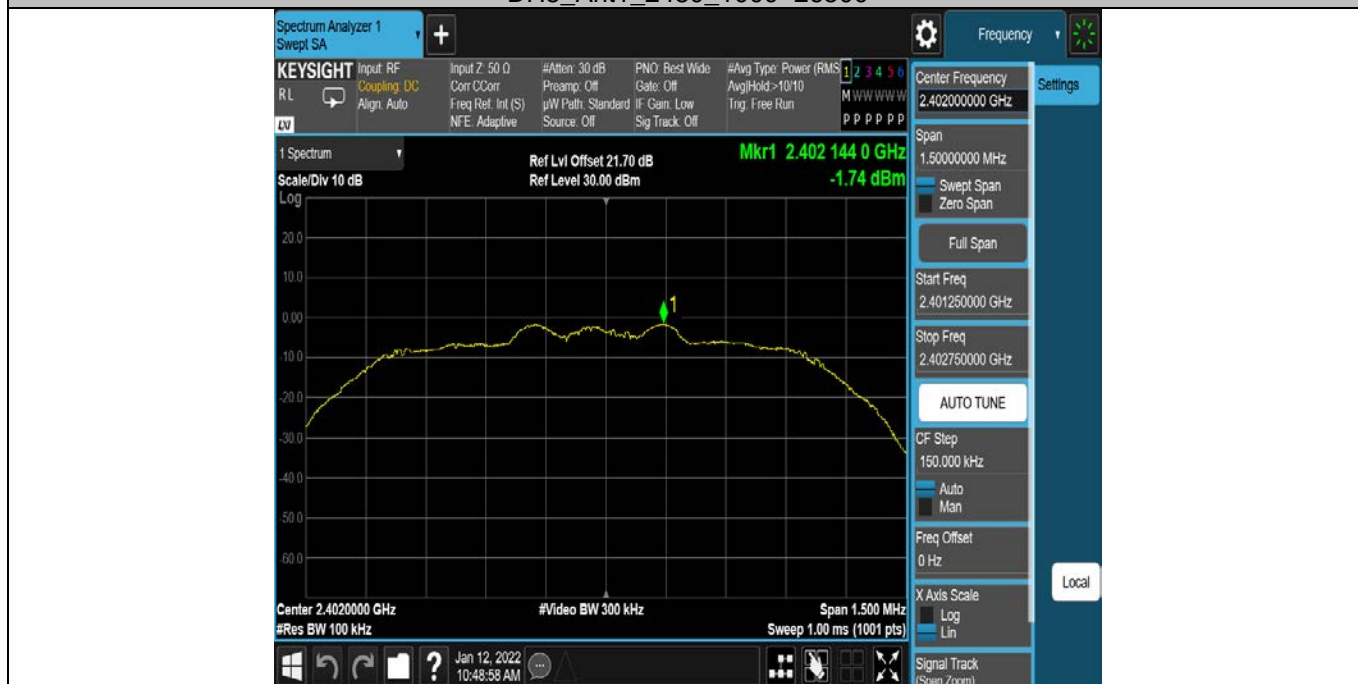 Spectrum Analyzer 1
Swept SA
+
Frequency
KEYSIGHT
RL
LXI
Input: RF
Coupling: DC
Align: Auto
Input Z: 50 Ω
Corr CCorr
Freq Ref: Int (S)
NFE: Adaptive
#Atten: 30 dB
Preamp: Off
µW Path: Standard
Source: Off
PNO: Best Wide
Gate: Off
IF Gain: Low
Sig Track: Off
#Avg Type: Power (RMS
Avg|Hold:>10/10
Trig: Free Run
1 2 3 4 5 6
M W W W W W
P P P P P P
1 Spectrum
Scale/Div 10 dB
Log
Ref Lvl Offset 21.70 dB
Ref Level 30.00 dBm
Mkr1 2.402 144 0 GHz
-1.74 dBm
20.0
10.0
0.00
-10.0
-20.0
-30.0
-40.0
-50.0
-60.0
1
Center 2.4020000 GHz
#Res BW 100 kHz
#Video BW 300 kHz
Span 1.500 MHz
Sweep 1.00 ms (1001 pts)
Center Frequency
2.402000000 GHz
Settings
Span
1.50000000 MHz
Swept Span
Zero Span
Full Span
Start Freq
2.401250000 GHz
Stop Freq
2.402750000 GHz
AUTO TUNE
CF Step
150.000 kHz
Auto
Man
Freq Offset
0 Hz
X Axis Scale
Log
Lin
Local
Signal Track
(Span Zoom)
?
Jan 12, 2022
10:48:58 AM